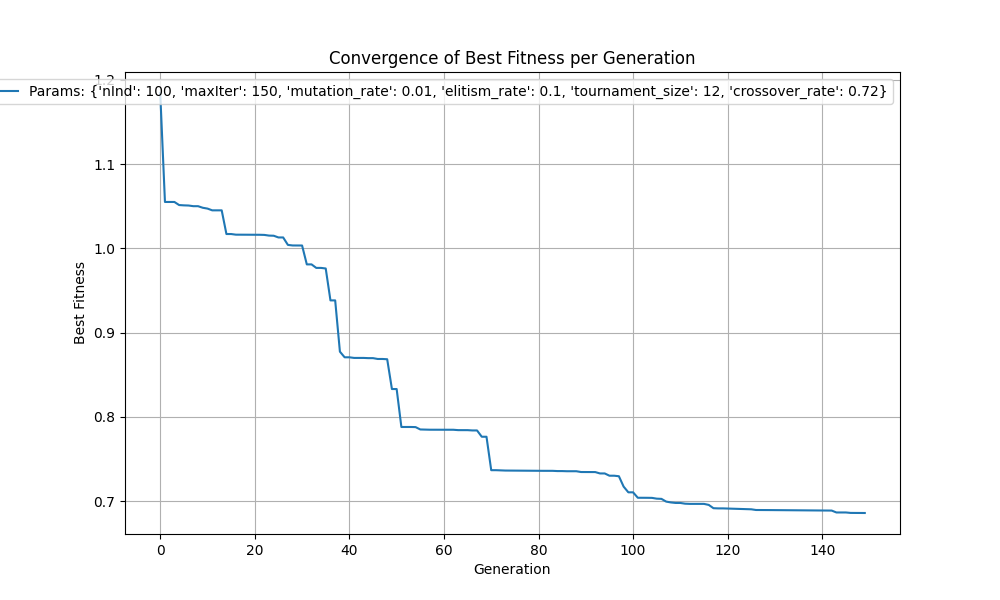 Convergence of Best Fitness per Generation
1.2
Params: {'nInd': 100, 'maxIter': 150, 'mutation_rate': 0.01, 'elitism_rate': 0.1, 'tournament_size': 12, 'crossover_rate': 0.72}
1.1
1.0
0.9
0.8
0.7
Best Fitness
0 20 40 60 80 100 120 140
Generation